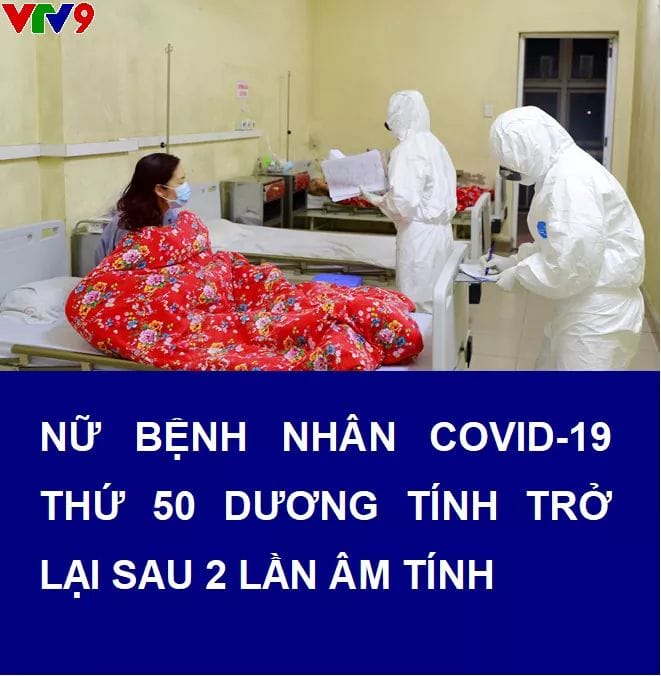 VTV9
NỮ BỆNH NHÂN COVID-19
THỨ 50 DƯƠNG TÍNH TRỞ
LẠI SAU 2 LẦN ÂM TÍNH